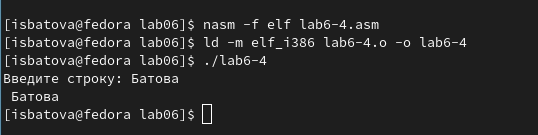 [isbatova@fedora lab06]$ nasm -f elf lab6-4.asm
[isbatova@fedora lab06]$ ld -m elf_i386 lab6-4.o -o lab6-4
[isbatova@fedora lab06]$ ./lab6-4
Введите строку: Батова
 Батова
[isbatova@fedora lab06]$